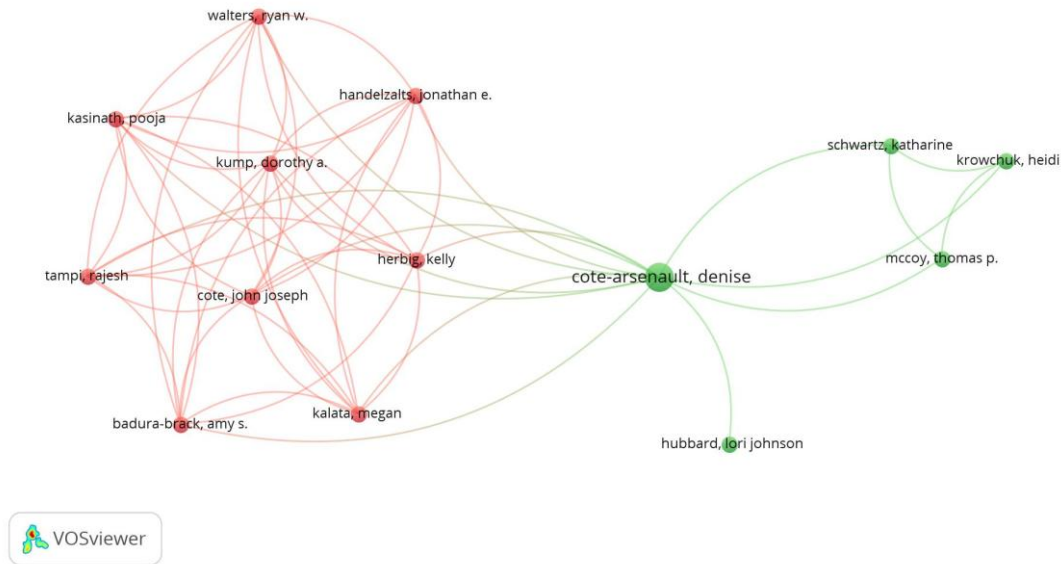 walters, ryan w.
handelzalts, jonathan e.
kasinath, pooja
schwartz, katharine
kump, dorothy a.
krowchuk, heidi
herbig, kelly
mccoy, thomas p.
tampi, rajesh
cote-arsenault, denise
cote, john joseph
kalata, megan
badura-brack, amy s.
hubbard, lori johnson
VOSviewer